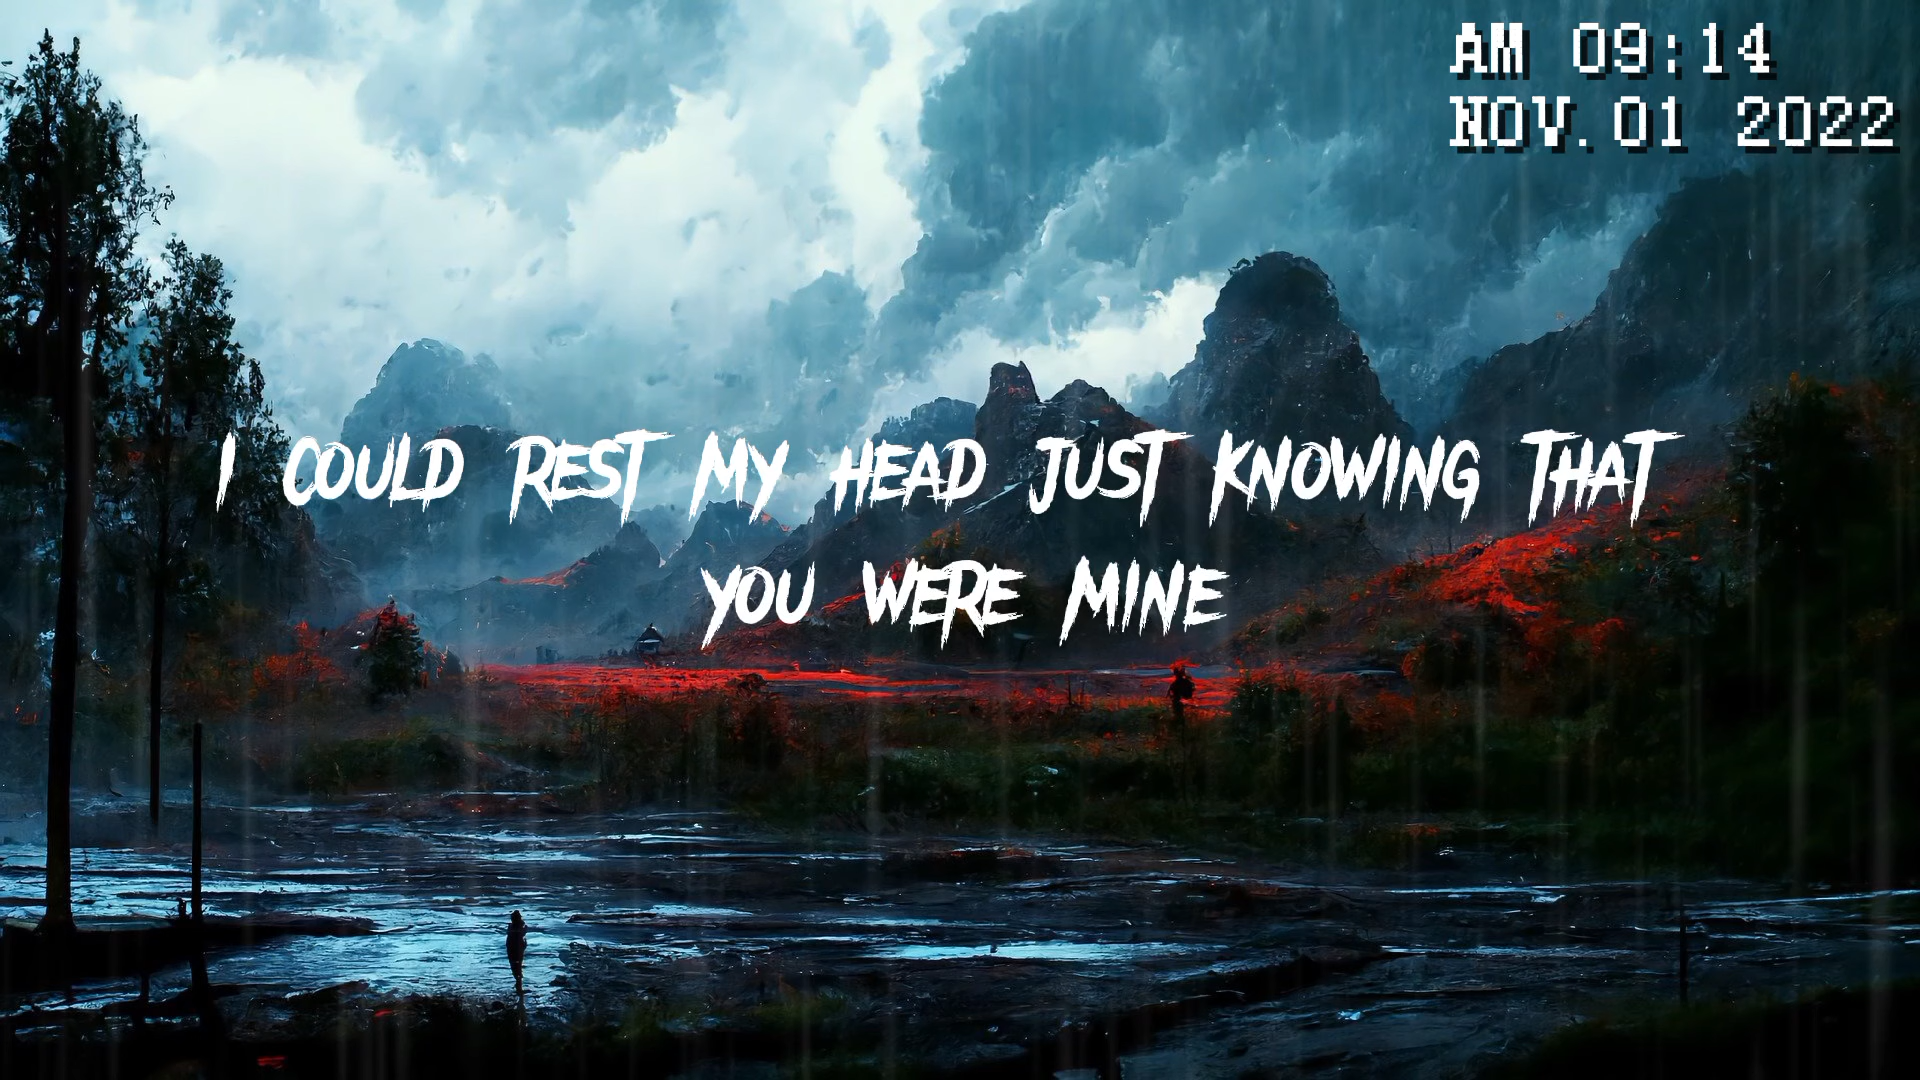 AM 09:14
NOV.01 2022
I COULD REST MY HEAD JUST KNOWING THAT
YOU WERE MINE